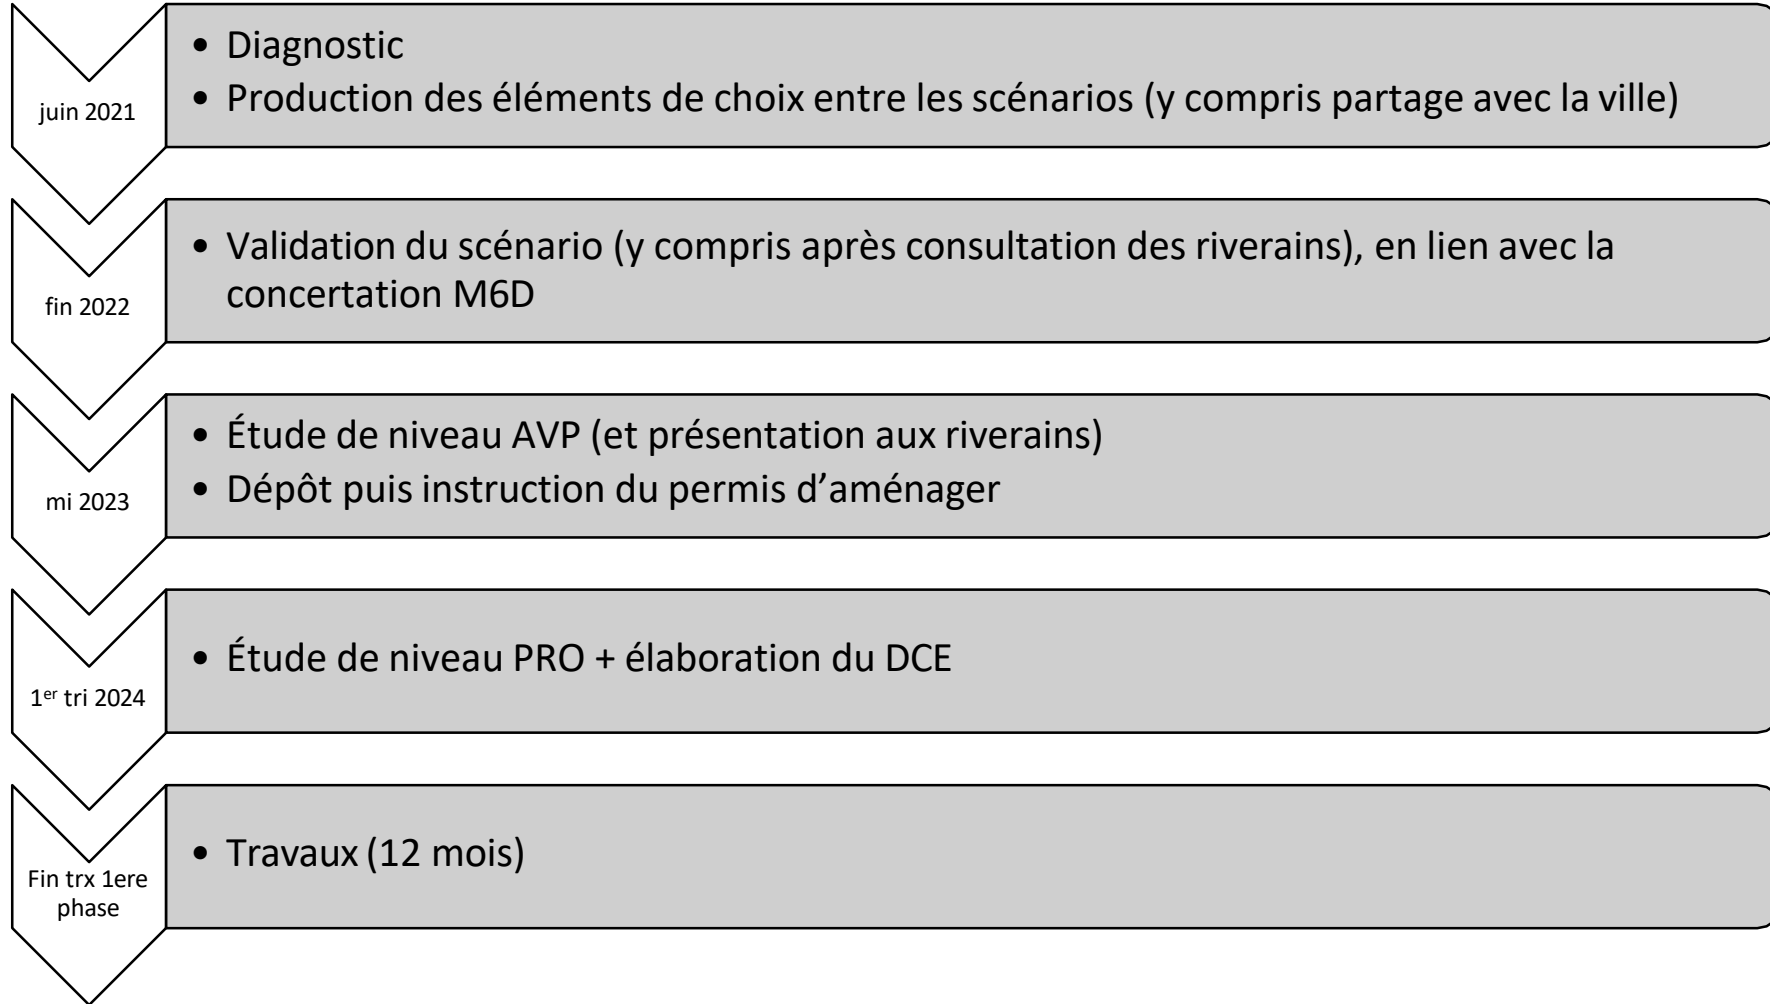 juin 2021
• Diagnostic
• Production des éléments de choix entre les scénarios (y compris partage avec la ville)
fin 2022
• Validation du scénario (y compris après consultation des riverains), en lien avec la
concertation M6D
mi 2023
• Étude de niveau AVP (et présentation aux riverains)
• Dépôt puis instruction du permis d’aménager
1er tri 2024
• Étude de niveau PRO + élaboration du DCE
Fin trx 1ere
phase
• Travaux (12 mois)